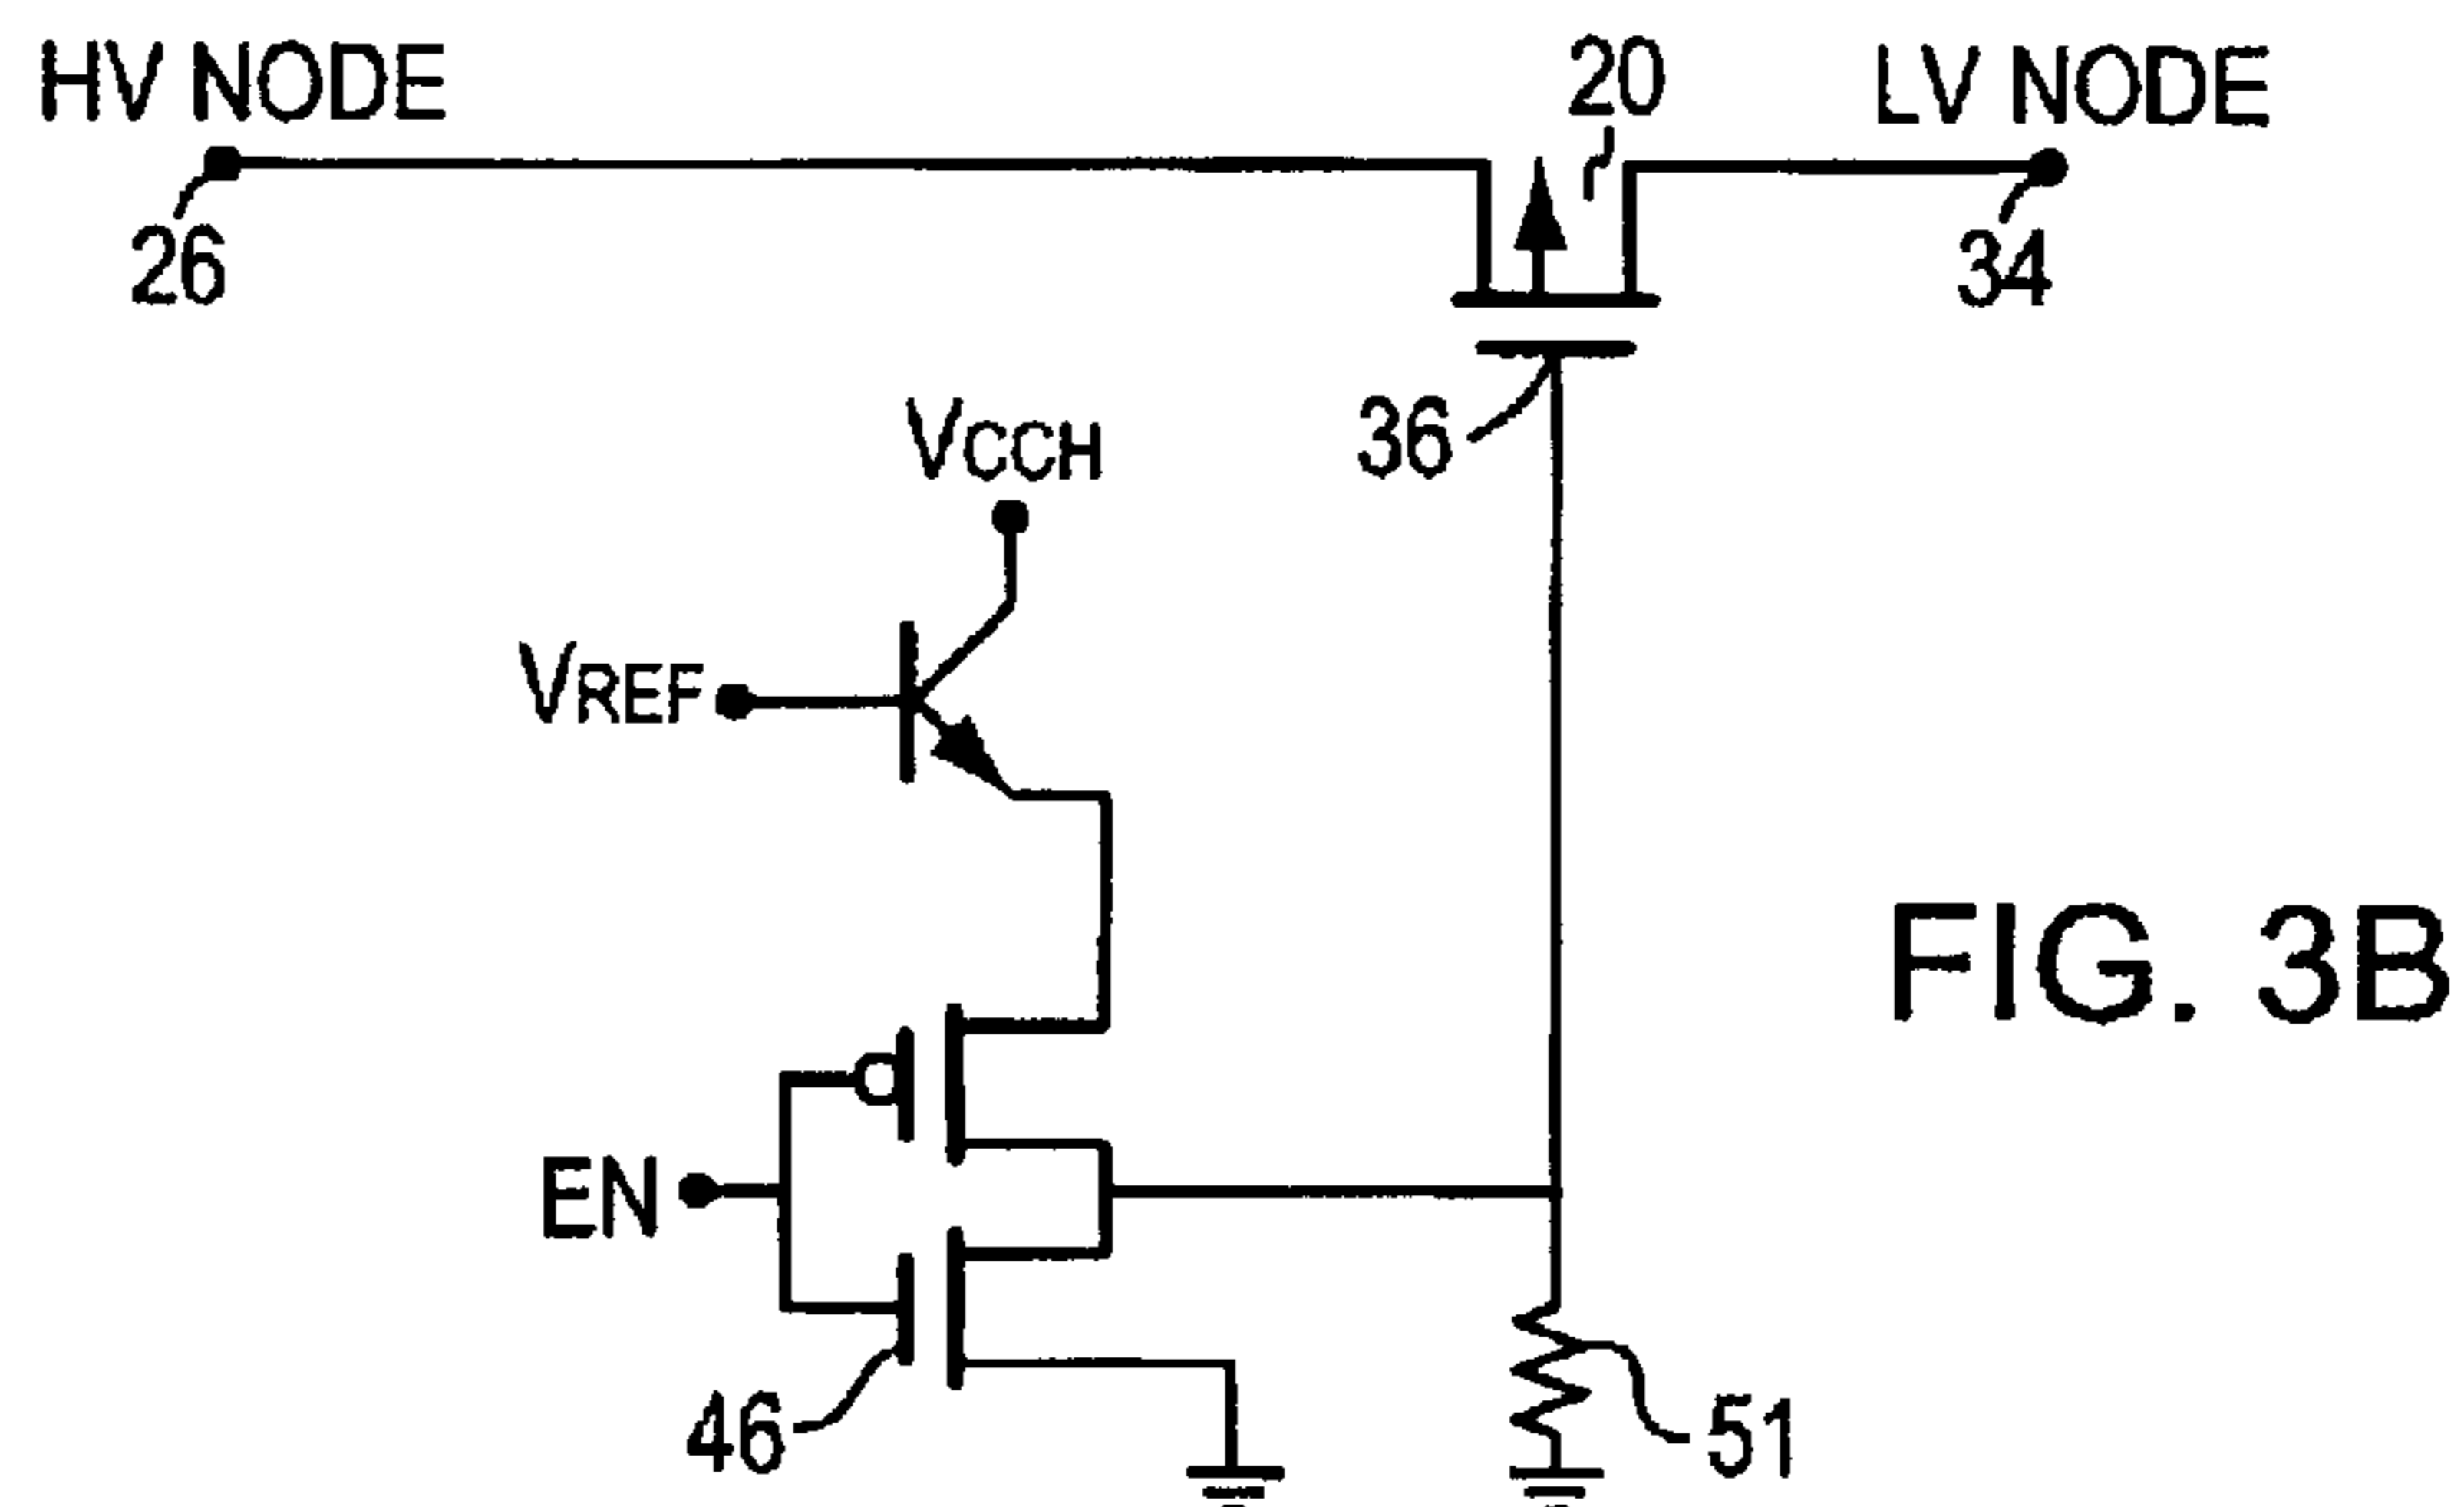 HV NODE
20
LV NODE
26
34
VCCH
36
VREF
FIG. 3B
EN
46
51